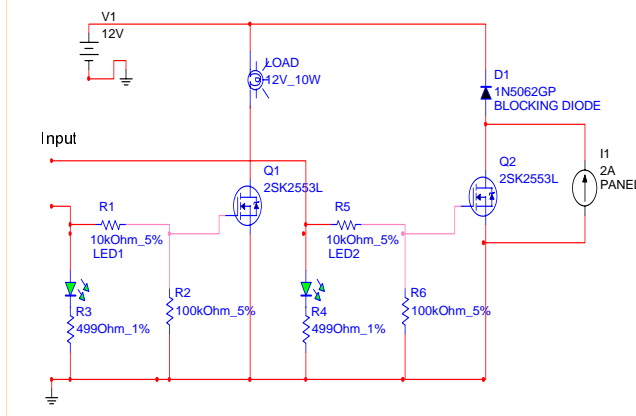 V1
12V
LOAD
12V_10W
D1
1N5062GP
BLOCKING DIODE
Input
I1
2A
PANEL
Q1
2SK2553L
Q2
2SK2553L
R1
10kOhm_5%
LED1
R5
10kOhm_5%
LED2
R2
100kOhm_5%
R6
100kOhm_5%
R3
499Ohm_1%
R4
499Ohm_1%